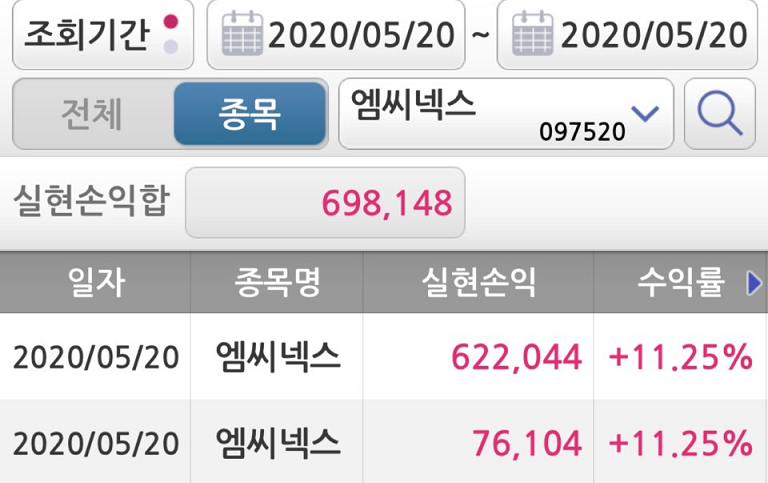 조회기간 2020/05/20 ~ 2020/05/20
전체 종목 엠씨넥스 097520
실현손익합 698,148
일자 종목명 실현손익 수익률
2020/05/20 엠씨넥스 622,044 +11.25%
2020/05/20 엠씨넥스 76,104 +11.25%